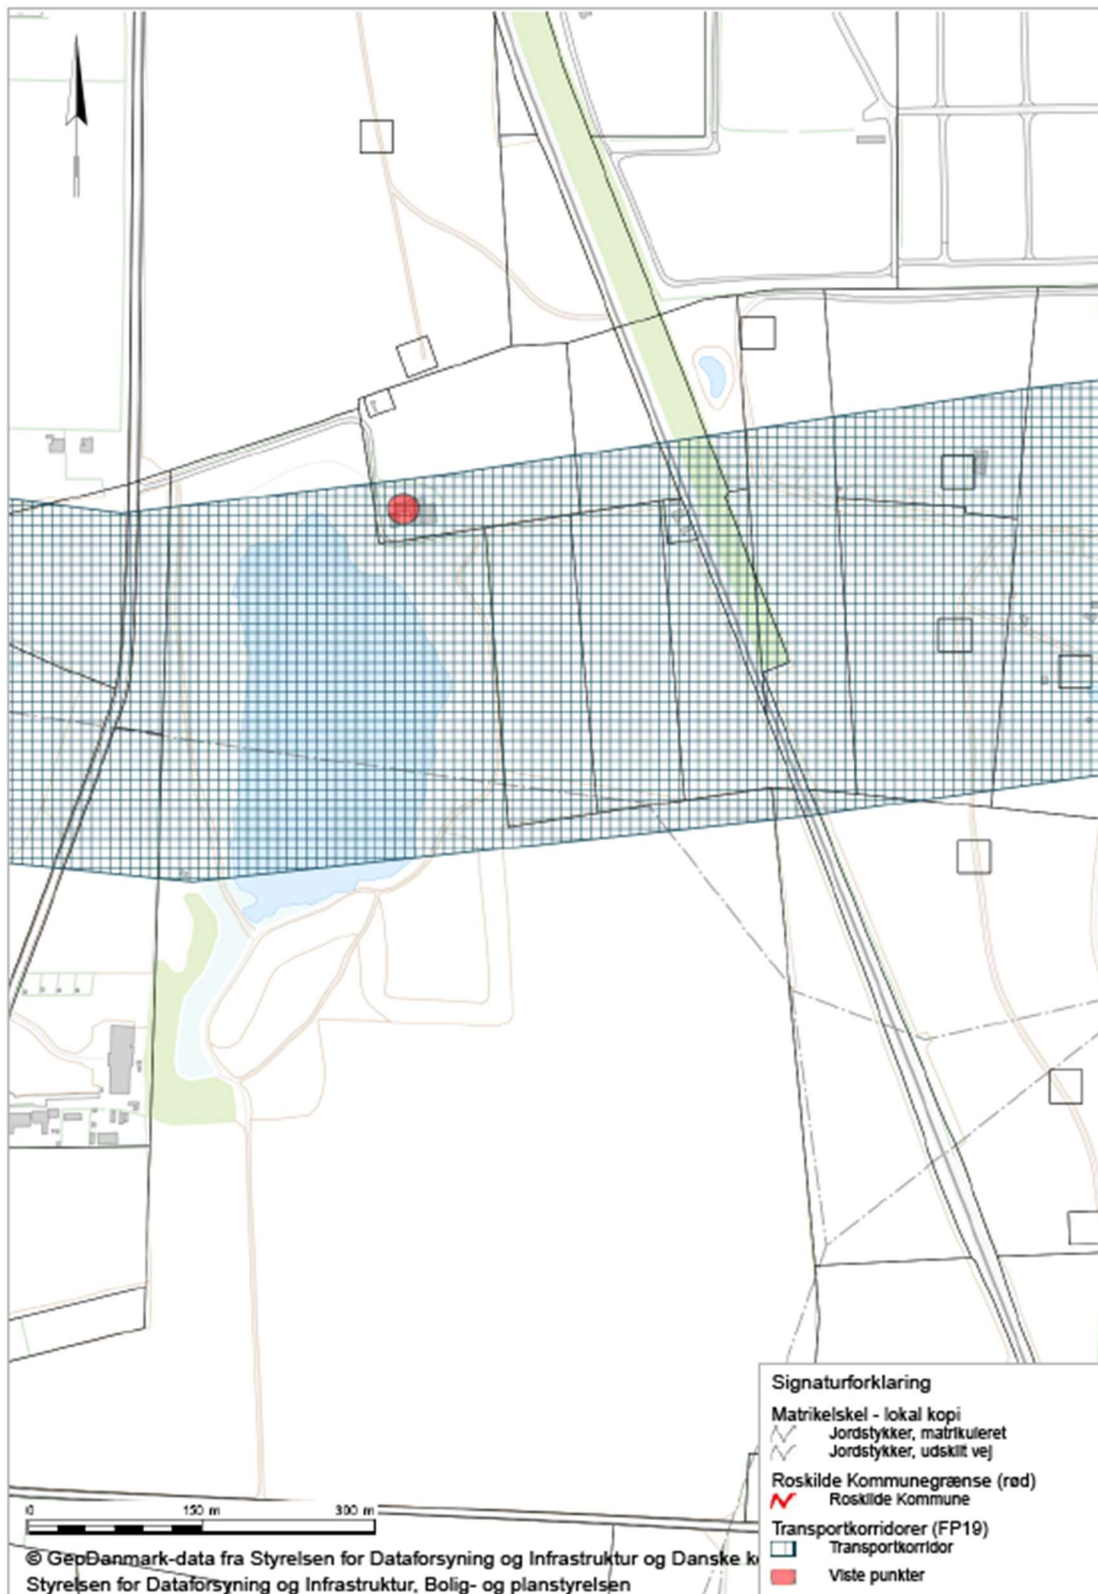 Signaturforklaring
Matrikelskel - lokal kopi
Jordstykker, matrikuleret
Jordstykker, udskilt vej
Roskilde Kommunegrænse (rød)
Roskilde Kommune
Transportkorridorer (FP19)
Transportkorridor
Viste punkter
0 150 m 300 m
© GeoDanmark-data fra Styrelsen for Dataforsyning og Infrastruktur og Danske
Styrelsen for Dataforsyning og Infrastruktur, Bolig- og planstyrelsen